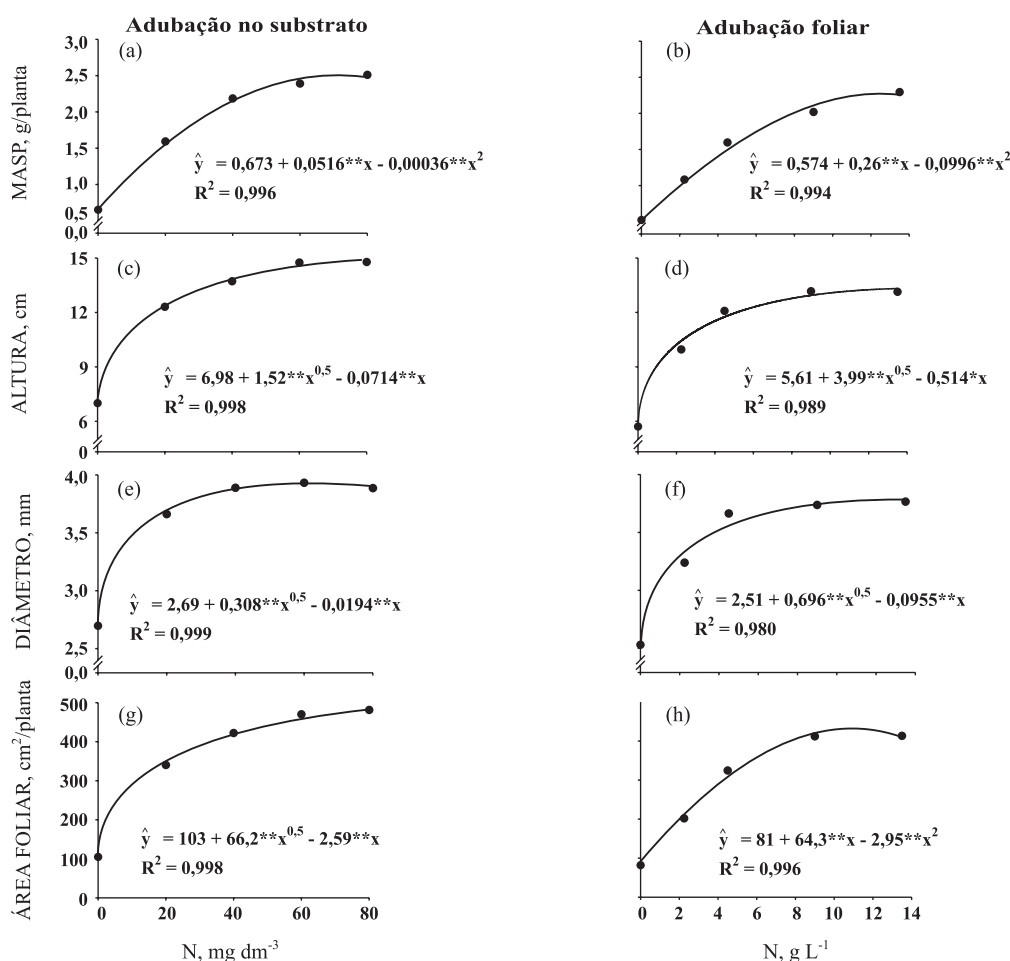 Adubação no substrato
Adubação foliar
MASP, g/planta
3,0
2,5
2,0
1,5
1,0
0,5
0,0
(a)
ŷ = 0,673 + 0,0516**x - 0,00036**x²
R² = 0,996
(b)
ŷ = 0,574 + 0,26**x - 0,0996**x²
R² = 0,994
ALTURA, cm
15
12
9
6
0
(c)
ŷ = 6,98 + 1,52**x^0,5 - 0,0714**x
R² = 0,998
(d)
ŷ = 5,61 + 3,99**x^0,5 - 0,514*x
R² = 0,989
DIÂMETRO, mm
4,0
3,5
3,0
2,5
0,0
(e)
ŷ = 2,69 + 0,308**x^0,5 - 0,0194**x
R² = 0,999
(f)
ŷ = 2,51 + 0,696**x^0,5 - 0,0955**x
R² = 0,980
ÁREA FOLIAR, cm²/planta
500
400
300
200
100
0
(g)
ŷ = 103 + 66,2**x^0,5 - 2,59**x
R² = 0,998
(h)
ŷ = 81 + 64,3**x - 2,95**x²
R² = 0,996
0 20 40 60 80
0 2 4 6 8 10 12 14
N, mg dm⁻³
N, g L⁻¹